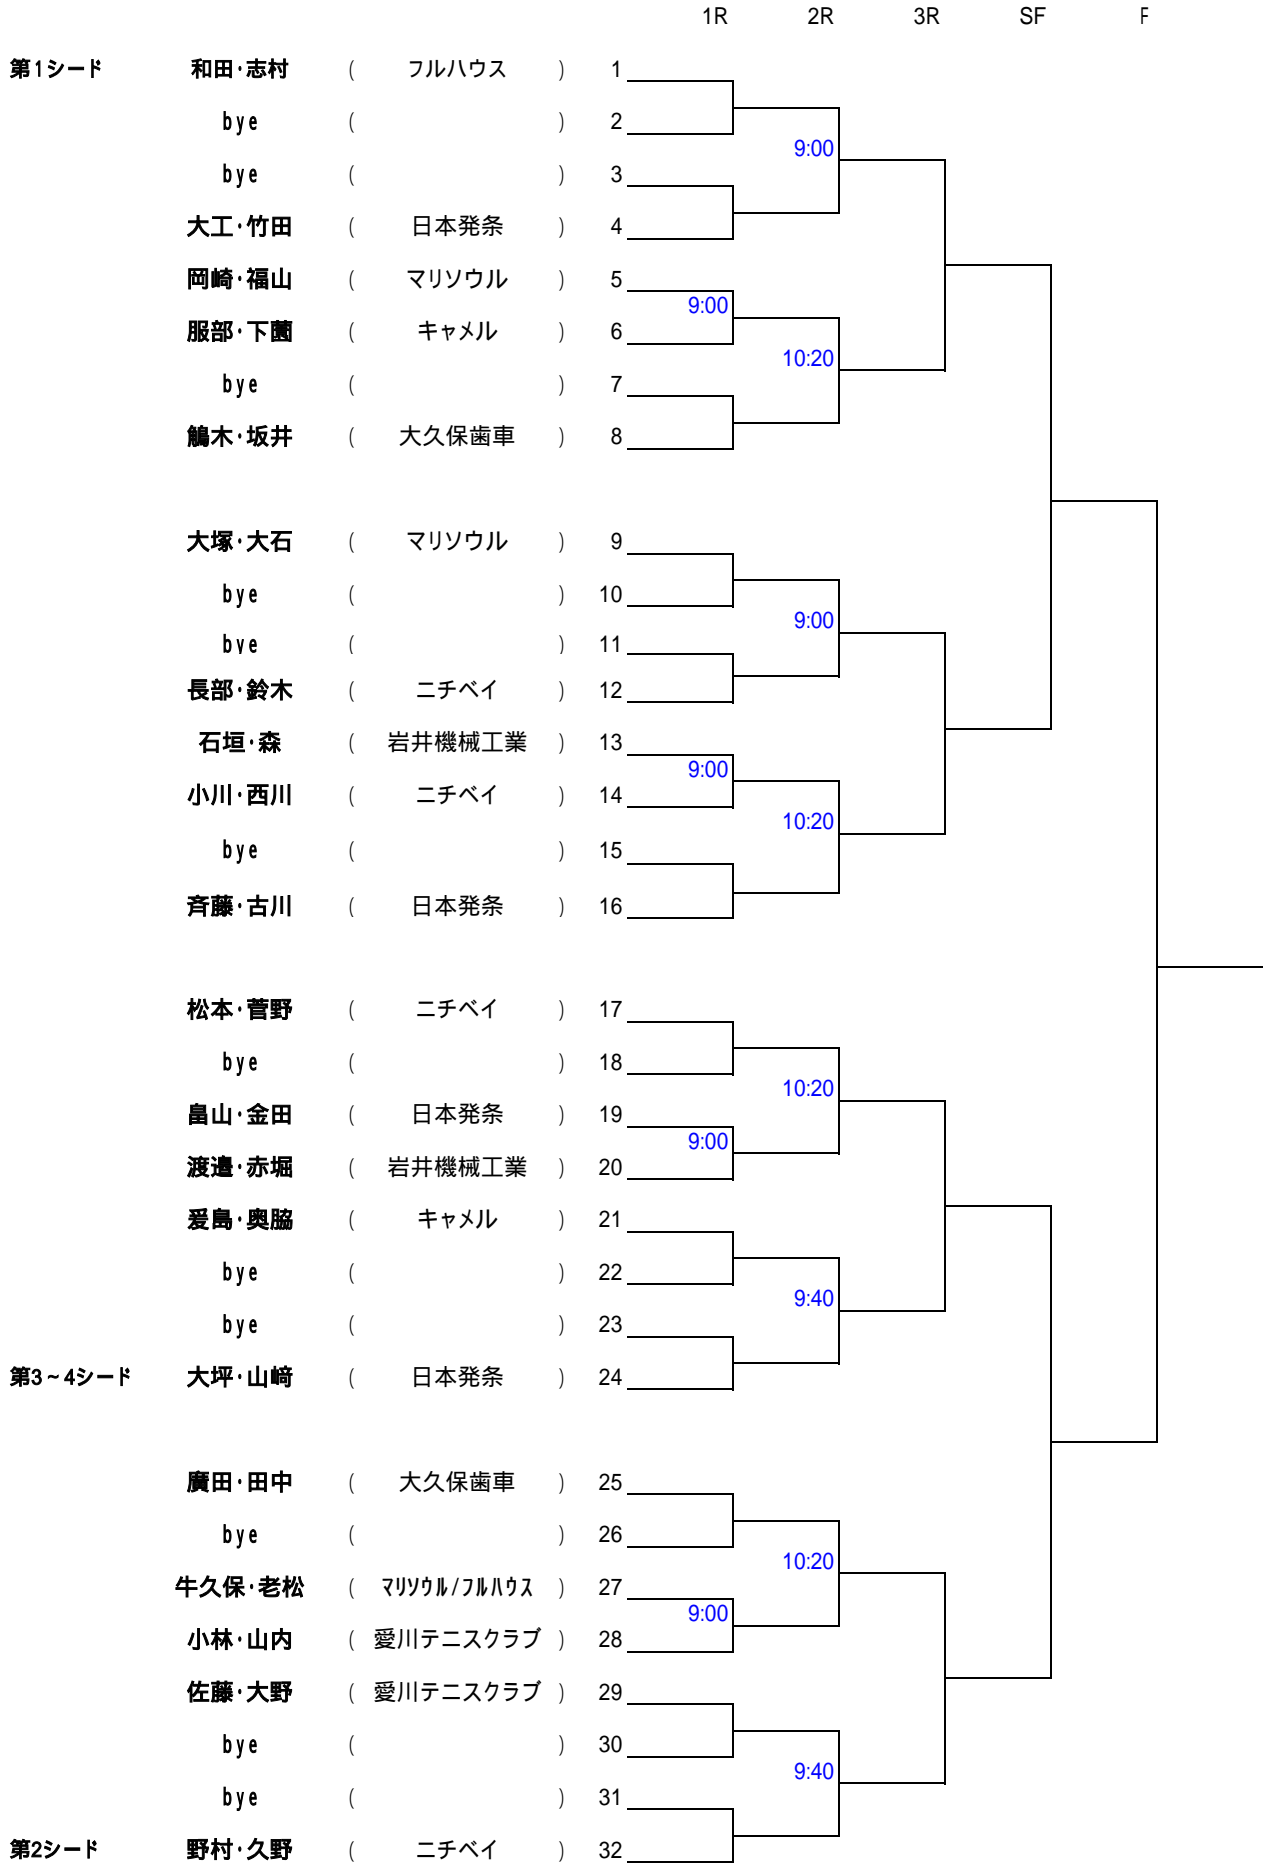 1R 2R 3R SF F
第1シード 和田･志村 ( フルハウス ) 1
bye ( ) 2
9:00
bye ( ) 3
大工･竹田 ( 日本発条 ) 4
岡崎･福山 ( マリソウル ) 5
9:00
服部･下薗 ( キャメル ) 6
10:20
bye ( ) 7
鵤木･坂井 ( 大久保歯車 ) 8
大塚･大石 ( マリソウル ) 9
bye ( ) 10
9:00
bye ( ) 11
長部･鈴木 ( ニチベイ ) 12
石垣･森 ( 岩井機械工業 ) 13
9:00
小川･西川 ( ニチベイ ) 14
10:20
bye ( ) 15
斉藤･古川 ( 日本発条 ) 16
松本･菅野 ( ニチベイ ) 17
bye ( ) 18
10:20
畠山･金田 ( 日本発条 ) 19
9:00
渡邉･赤堀 ( 岩井機械工業 ) 20
爰島･奥脇 ( キャメル ) 21
bye ( ) 22
9:40
bye ( ) 23
第3~4シード 大坪･山﨑 ( 日本発条 ) 24
廣田･田中 ( 大久保歯車 ) 25
bye ( ) 26
10:20
牛久保･老松 ( ﾏﾘｿｳﾙ/ﾌﾙﾊｳｽ ) 27
9:00
小林･山内 ( 愛川テニスクラブ ) 28
佐藤･大野 ( 愛川テニスクラブ ) 29
bye ( ) 30
9:40
bye ( ) 31
第2シード 野村･久野 ( ニチベイ ) 32